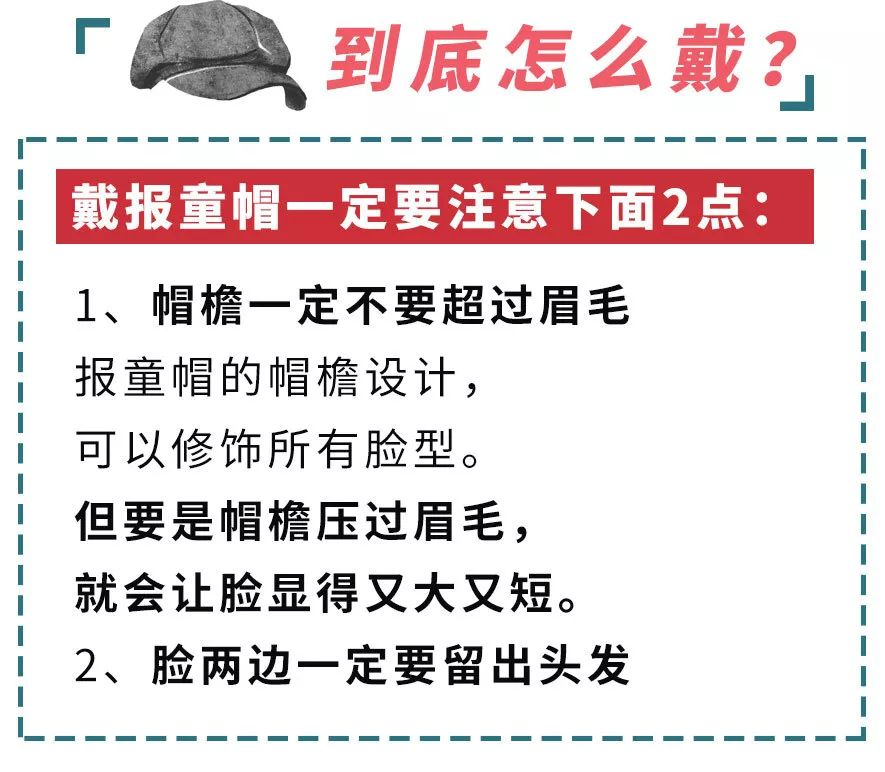 到底怎么戴？
戴报童帽一定要注意下面2点：
1、帽檐一定不要超过眉毛
报童帽的帽檐设计，
可以修饰所有脸型。
但要是帽檐压过眉毛，
就会让脸显得又大又短。
2、脸两边一定要留出头发